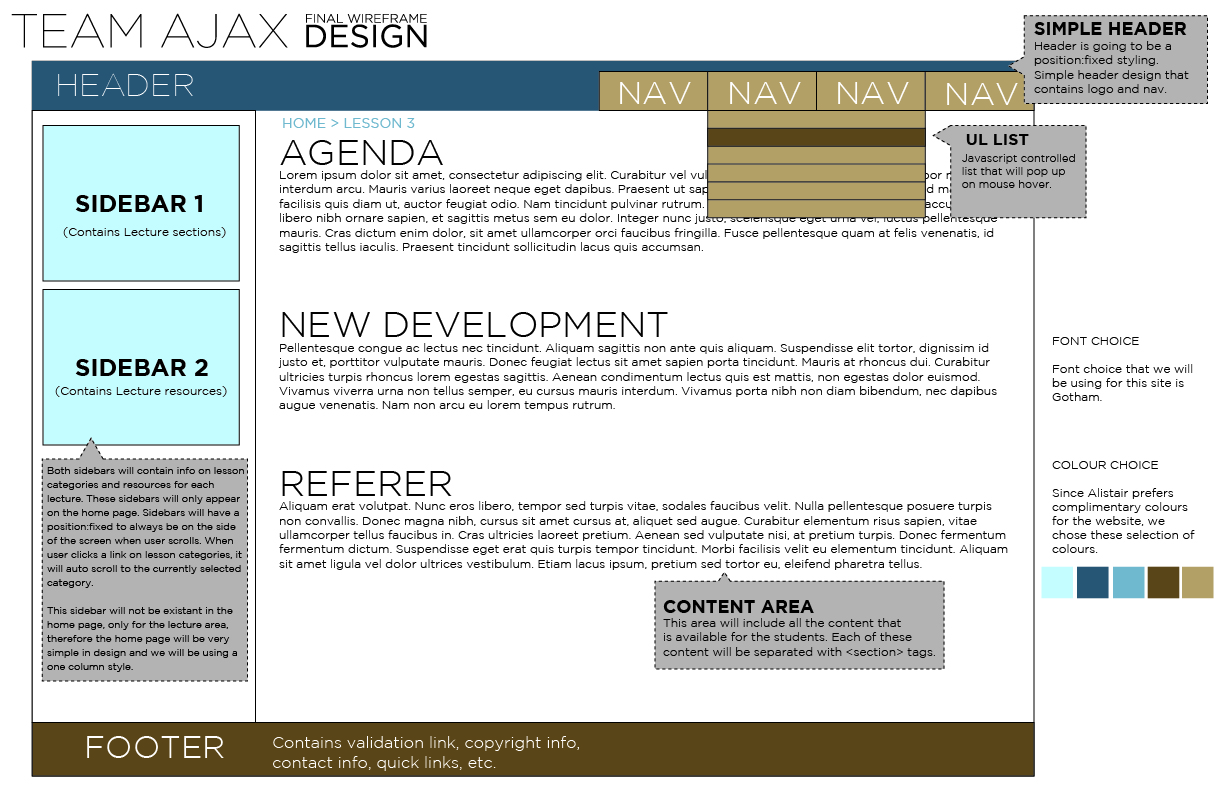 TEAM AJAX FINAL WIREFRAME DESIGN
HEADER
NAV NAV NAV NAV
SIMPLE HEADER
Header is going to be a
position:fixed styling.
Simple header design that
contains logo and nav.
UL LIST
Javascript controlled
list that will pop up
on mouse hover.
SIDEBAR 1
(Contains Lecture sections)
SIDEBAR 2
(Contains Lecture resources)
Both sidebars will contain info on lesson
categories and resources for each
lecture. These sidebars will only appear
on the home page. Sidebars will have a
position:fixed to always be on the side
of the screen when user scrolls. When
user clicks a link on lesson categories, it
will auto scroll to the currently selected
category.
This sidebar will not be existant in the
home page, only for the lecture area,
therefore the home page will be very
simple in design and we will be using a
one column style.
HOME > LESSON 3
AGENDA
Lorem ipsum dolor sit amet, consectetur adipiscing elit. Curabitur vel
interdum arcu. Mauris varius laoreet neque eget dapibus. Praesent ut
facilisis quis diam ut, auctor feugiat odio. Nam tincidunt pulvinar rutrum.
libero nibh ornare sapien, et sagittis metus sem eu dolor. Integer nunc justo, scelerisque eget urna vel, luctus pellentesque
mauris. Cras dictum enim dolor, sit amet ullamcorper orci faucibus fringilla. Fusce pellentesque quam at felis venenatis, id
sagittis tellus iaculis. Praesent tincidunt sollicitudin lacus quis accumsan.
NEW DEVELOPMENT
Pellentesque congue ac lectus nec tincidunt. Aliquam sagittis non ante quis aliquam. Suspendisse elit tortor, dignissim id
justo et, porttitor vulputate mauris. Donec feugiat lectus sit amet sapien porta tincidunt. Mauris at rhoncus dui. Curabitur
ultricies turpis rhoncus lorem egestas sagittis. Aenean condimentum lectus quis est mattis, non egestas dolor euismod.
Vivamus viverra urna non tellus semper, eu cursus mauris interdum. Vivamus porta nibh non diam bibendum, nec dapibus
augue venenatis. Nam non arcu eu lorem tempus rutrum.
REFERER
Aliquam erat volutpat. Nunc eros libero, tempor sed turpis vitae, sodales faucibus velit. Nulla pellentesque posuere turpis
non convallis. Donec magna nibh, cursus sit amet cursus at, aliquet sed augue. Curabitur elementum risus sapien, vitae
ullamcorper tellus faucibus in. Cras ultricies laoreet pretium. Aenean sed vulputate nisi, at pretium turpis. Donec fermentum
fermentum dictum. Suspendisse eget erat quis turpis tempor tincidunt. Morbi facilisis velit eu elementum tincidunt. Aliquam
sit amet ligula vel dolor ultrices vestibulum. Etiam lacus ipsum, pretium sed tortor eu, eleifend pharetra tellus.
CONTENT AREA
This area will include all the content that
is available for the students. Each of these
content will be separated with <section> tags.
FONT CHOICE
Font choice that we will
be using for this site is
Gotham.
COLOUR CHOICE
Since Alistair prefers
complimentary colours
for the website, we
chose these selection of
colours.
FOOTER
Contains validation link, copyright info,
contact info, quick links, etc.